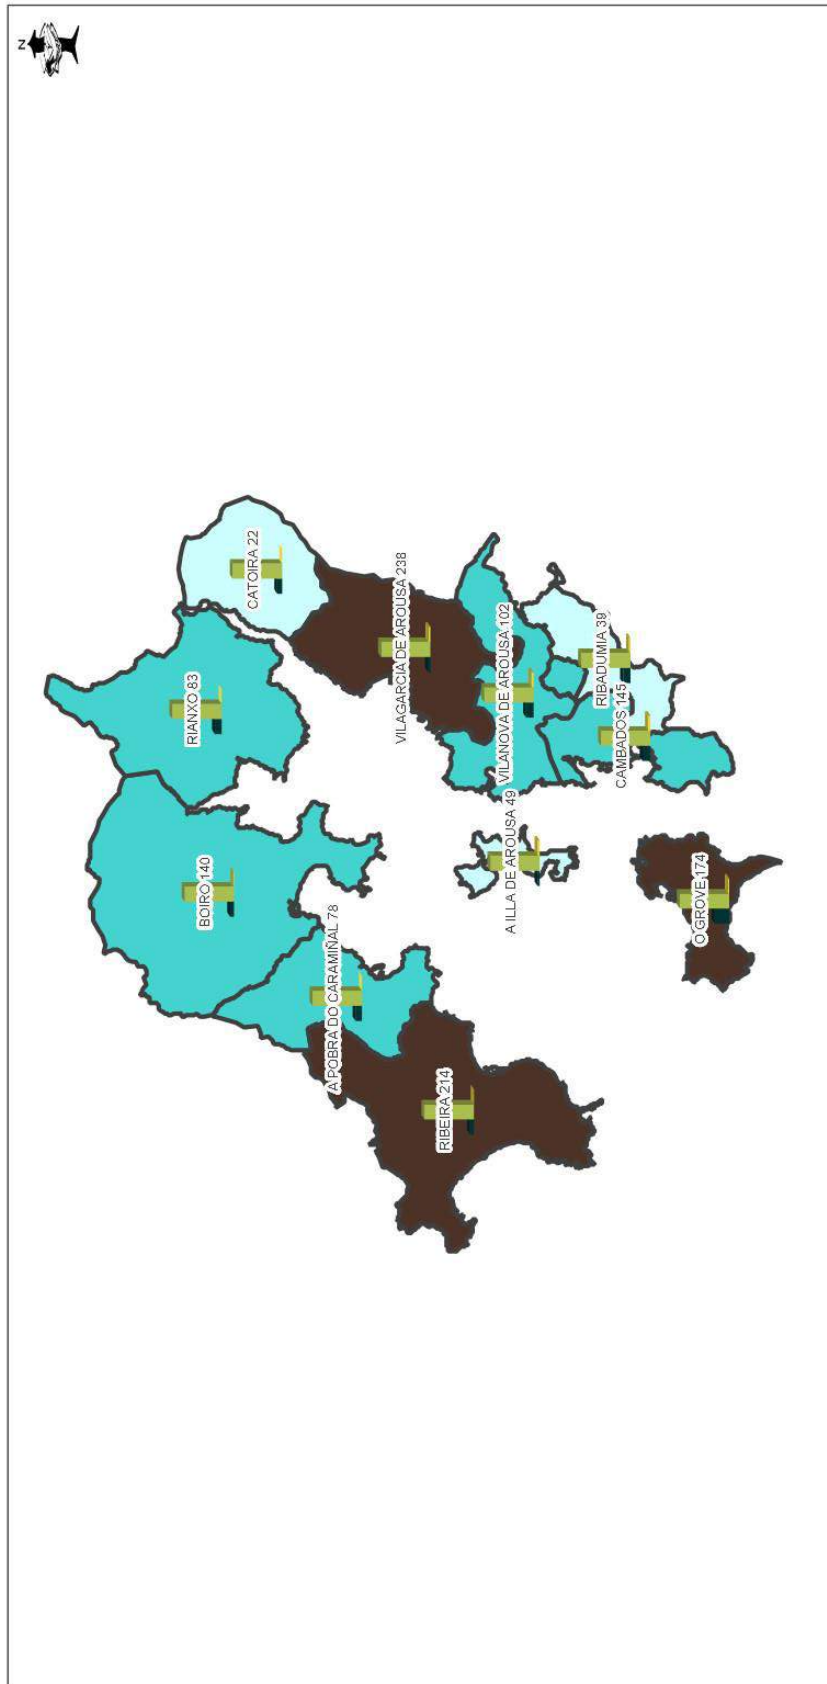 N
CATOIRA 22
RIANXO 83
VILAGARCIA DE AROUSA 238
BOIRO 140
VILANOVA DE AROUSA 102
RIBADUMIA 39
CAMBADOS 145
A POBRA DO CARAMIÑAL 78
A ILLA DE AROUSA 49
O GROVE 174
RIBEIRA 214